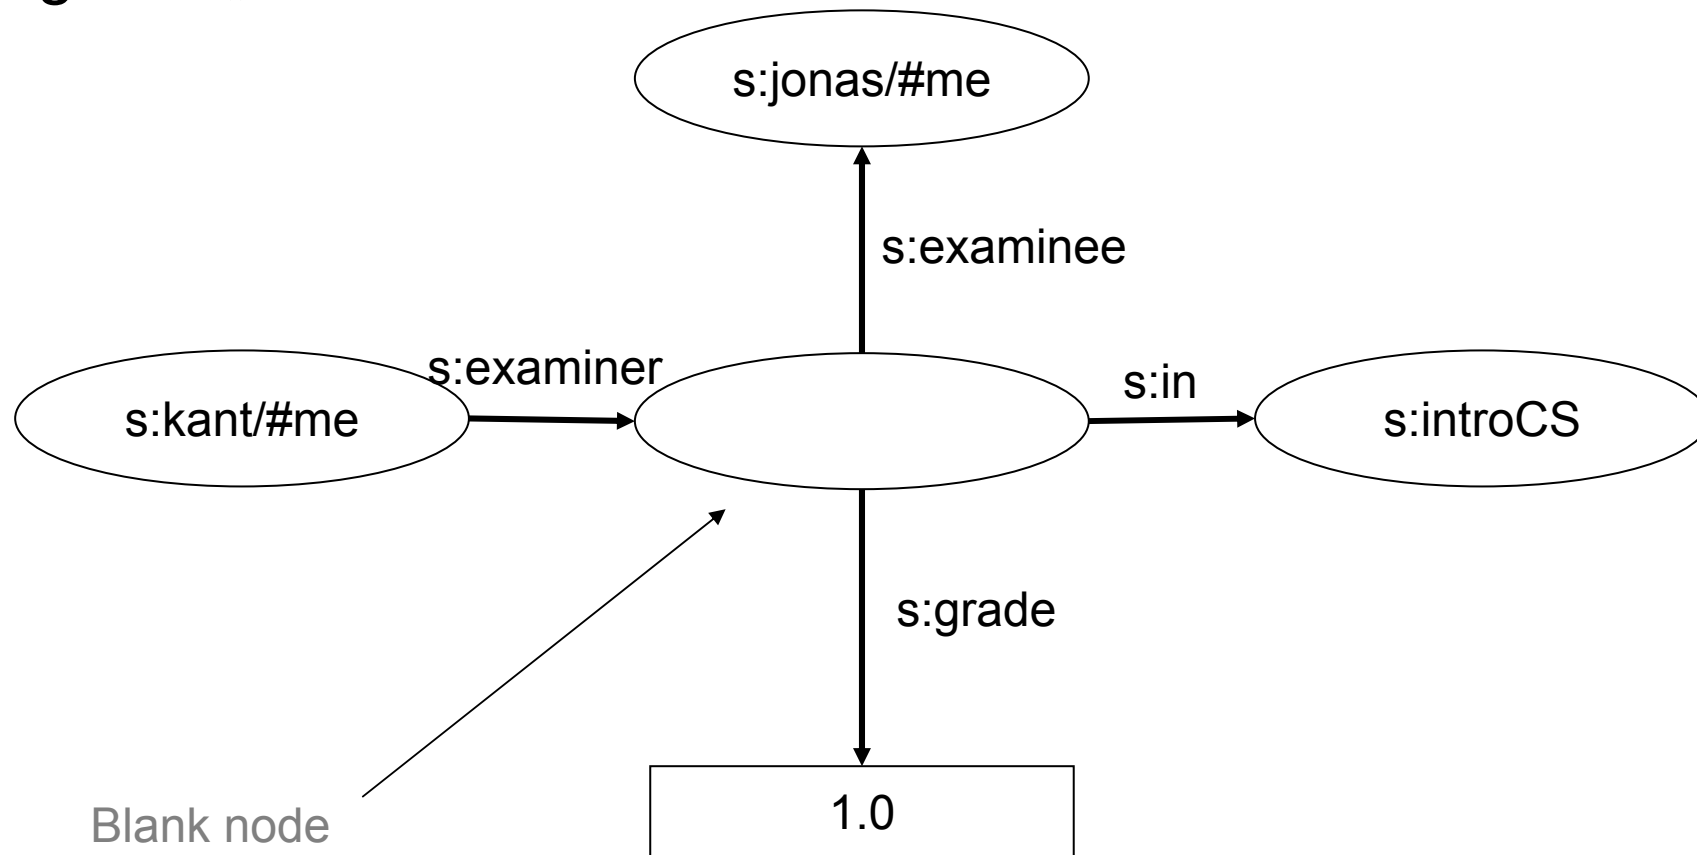 s:jonas/#me
s:examinee
s:examiner
s:in
s:kant/#me
s:introCS
s:grade
1.0
Blank node